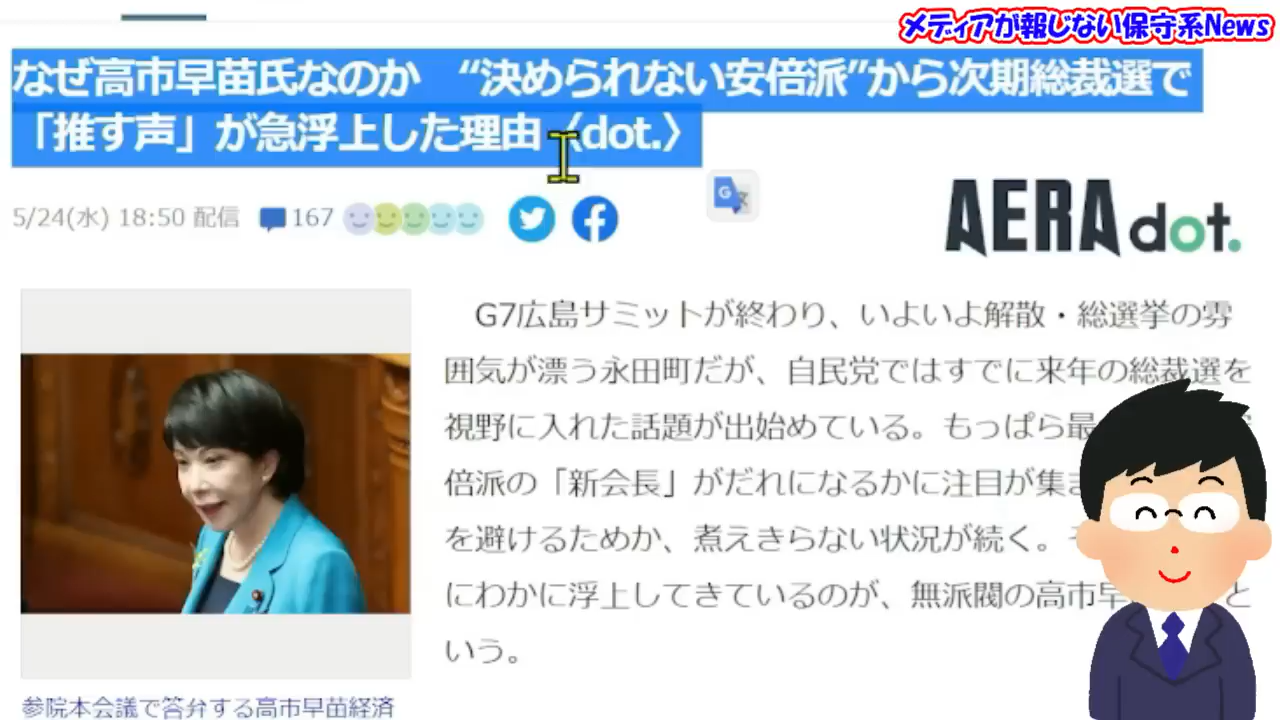 メディアが報じない保守系News
なぜ高市早苗氏なのか　“決められない安倍派”から次期総裁選で
「推す声」が急浮上した理由〈dot.〉
5/24(水) 18:50 配信 167
AERAdot.
G7広島サミットが終わり、いよいよ解散・総選挙の雰
囲気が漂う永田町だが、自民党ではすでに来年の総裁選を
視野に入れた話題が出始めている。もっぱら最
倍派の「新会長」がだれになるかに注目が集ま
を避けるためか、煮えきらない状況が続く。
にわかに浮上してきているのが、無派閥の高市早 と
いう。
参院本会議で答弁する高市早苗経済